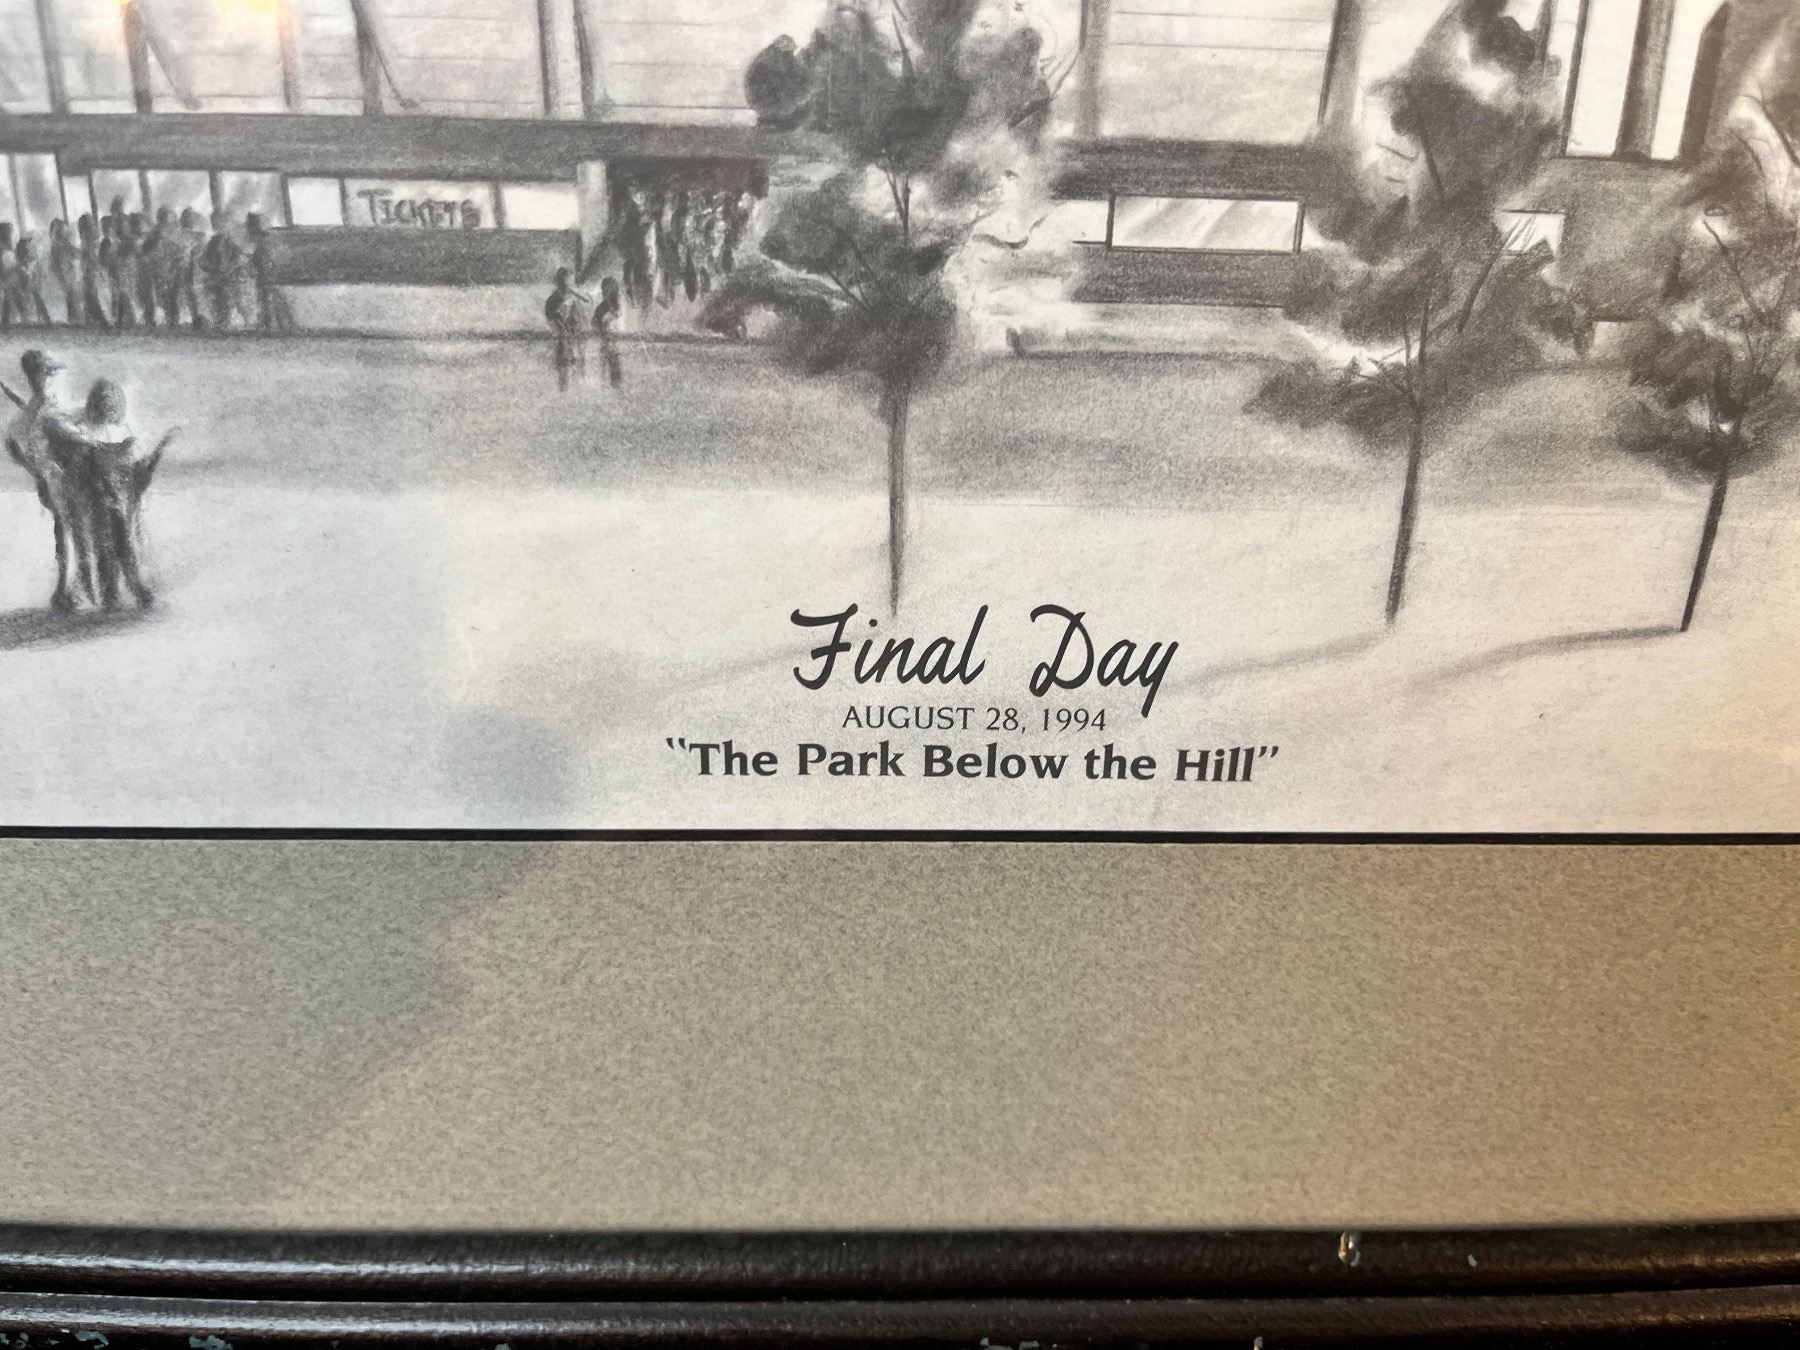 TICKETS
Final Day
AUGUST 28, 1994
"The Park Below the Hill"